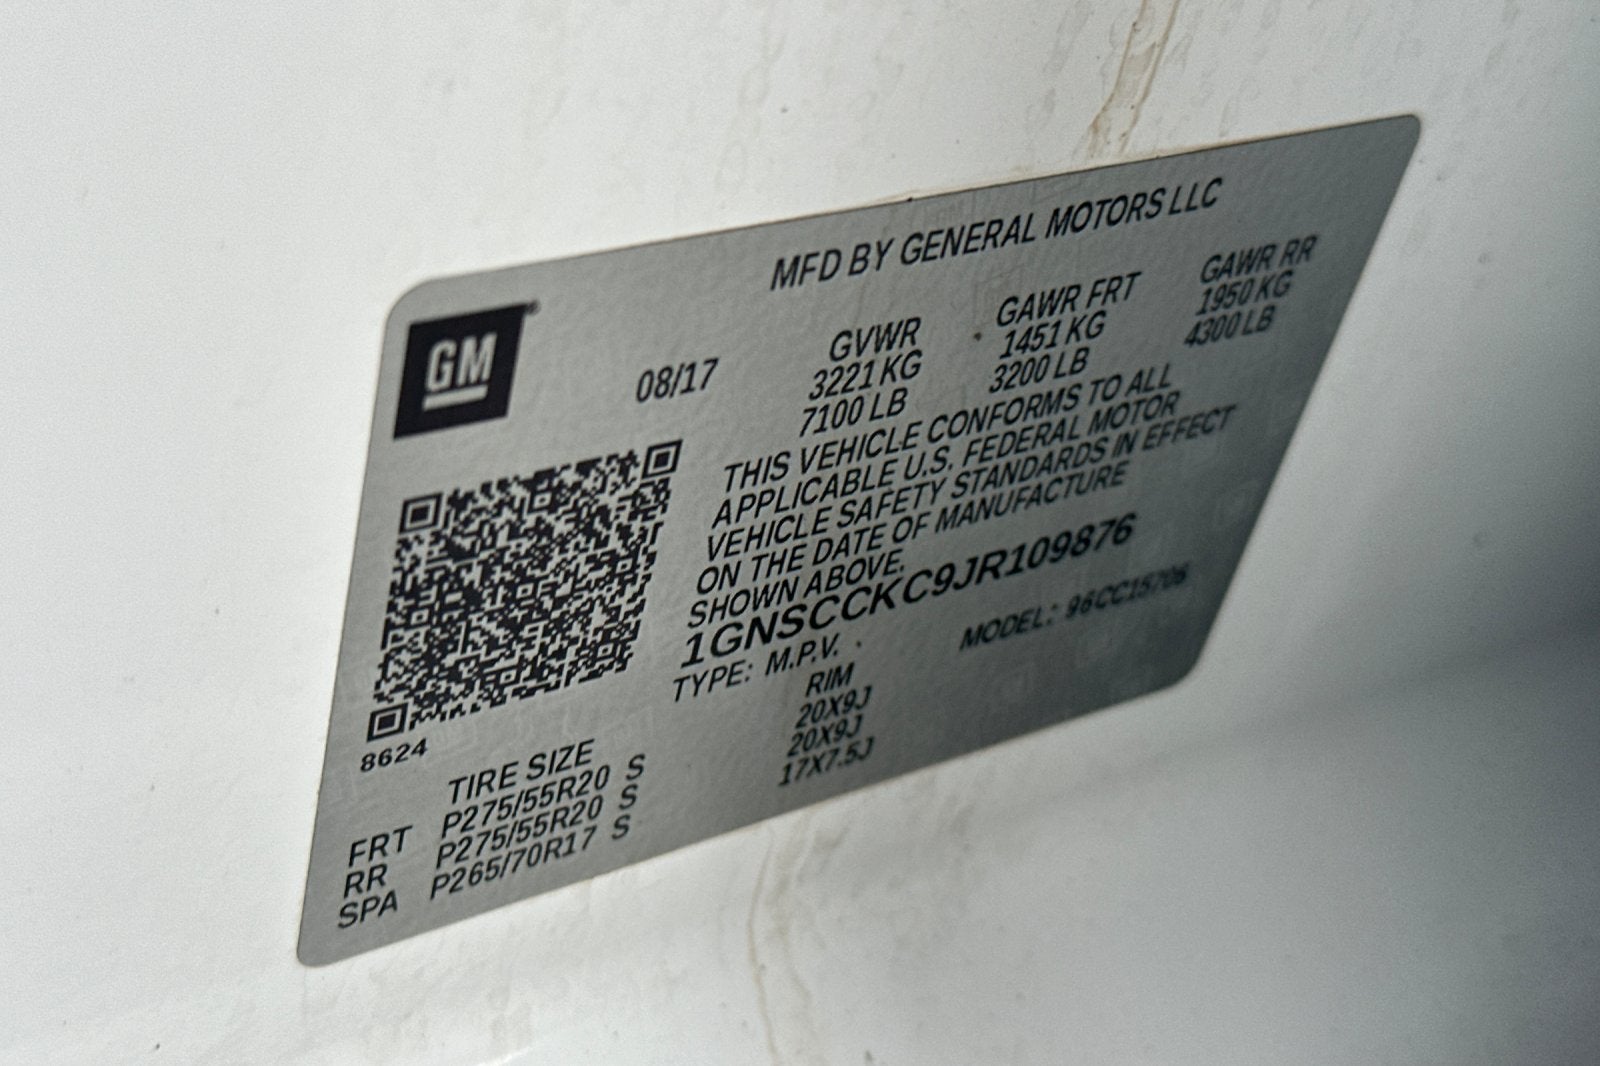 MFD BY GENERAL MOTORS LLC
GM
08/17
GVWR GAWR FRT GAWR RR
3221 KG 1451 KG 1950 KG
7100 LB 3200 LB 4300 LB
THIS VEHICLE CONFORMS TO ALL
APPLICABLE U.S. FEDERAL MOTOR
VEHICLE SAFETY STANDARDS IN EFFECT
ON THE DATE OF MANUFACTURE
SHOWN ABOVE.
1GNSCCKC9JR109876
TYPE: M.P.V. MODEL: 96CC15706
8624
TIRE SIZE RIM
FRT P275/55R20 S 20X9J
RR P275/55R20 S 20X9J
SPA P265/70R17 S 17X7.5J